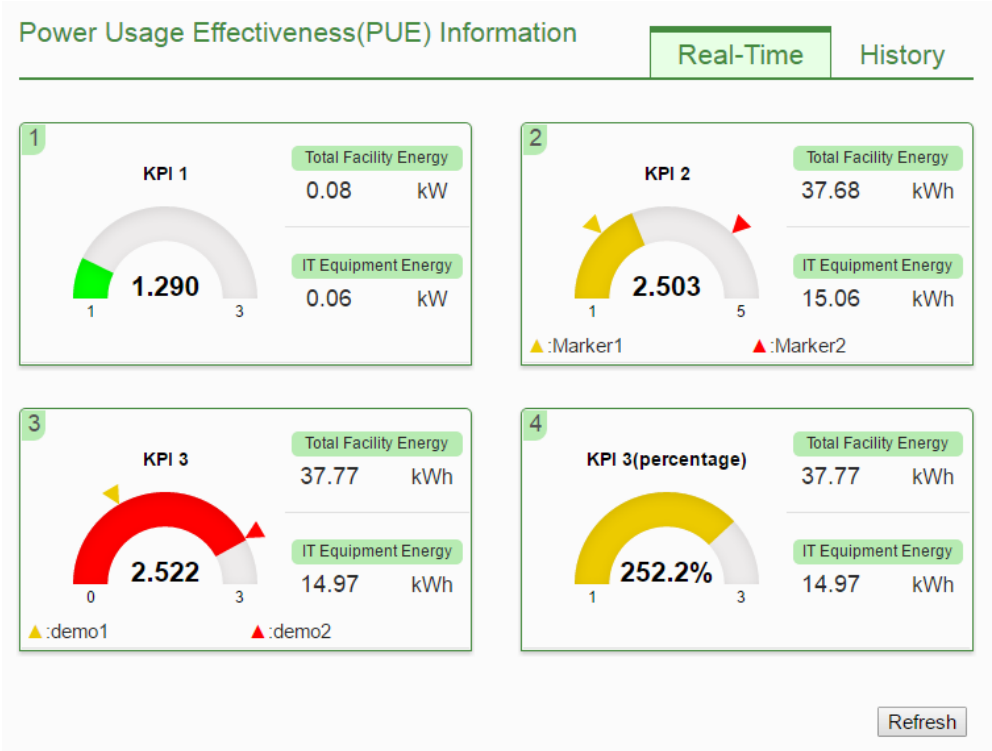 Power Usage Effectiveness(PUE) Information
Real-Time
History
1
KPI 1
1.290
1
3
Total Facility Energy
0.08 kW
IT Equipment Energy
0.06 kW
2
KPI 2
2.503
1
5
Total Facility Energy
37.68 kWh
IT Equipment Energy
15.06 kWh
:Marker1
:Marker2
3
KPI 3
2.522
0
3
Total Facility Energy
37.77 kWh
IT Equipment Energy
14.97 kWh
:demo1
:demo2
4
KPI 3(percentage)
252.2%
1
3
Total Facility Energy
37.77 kWh
IT Equipment Energy
14.97 kWh
Refresh